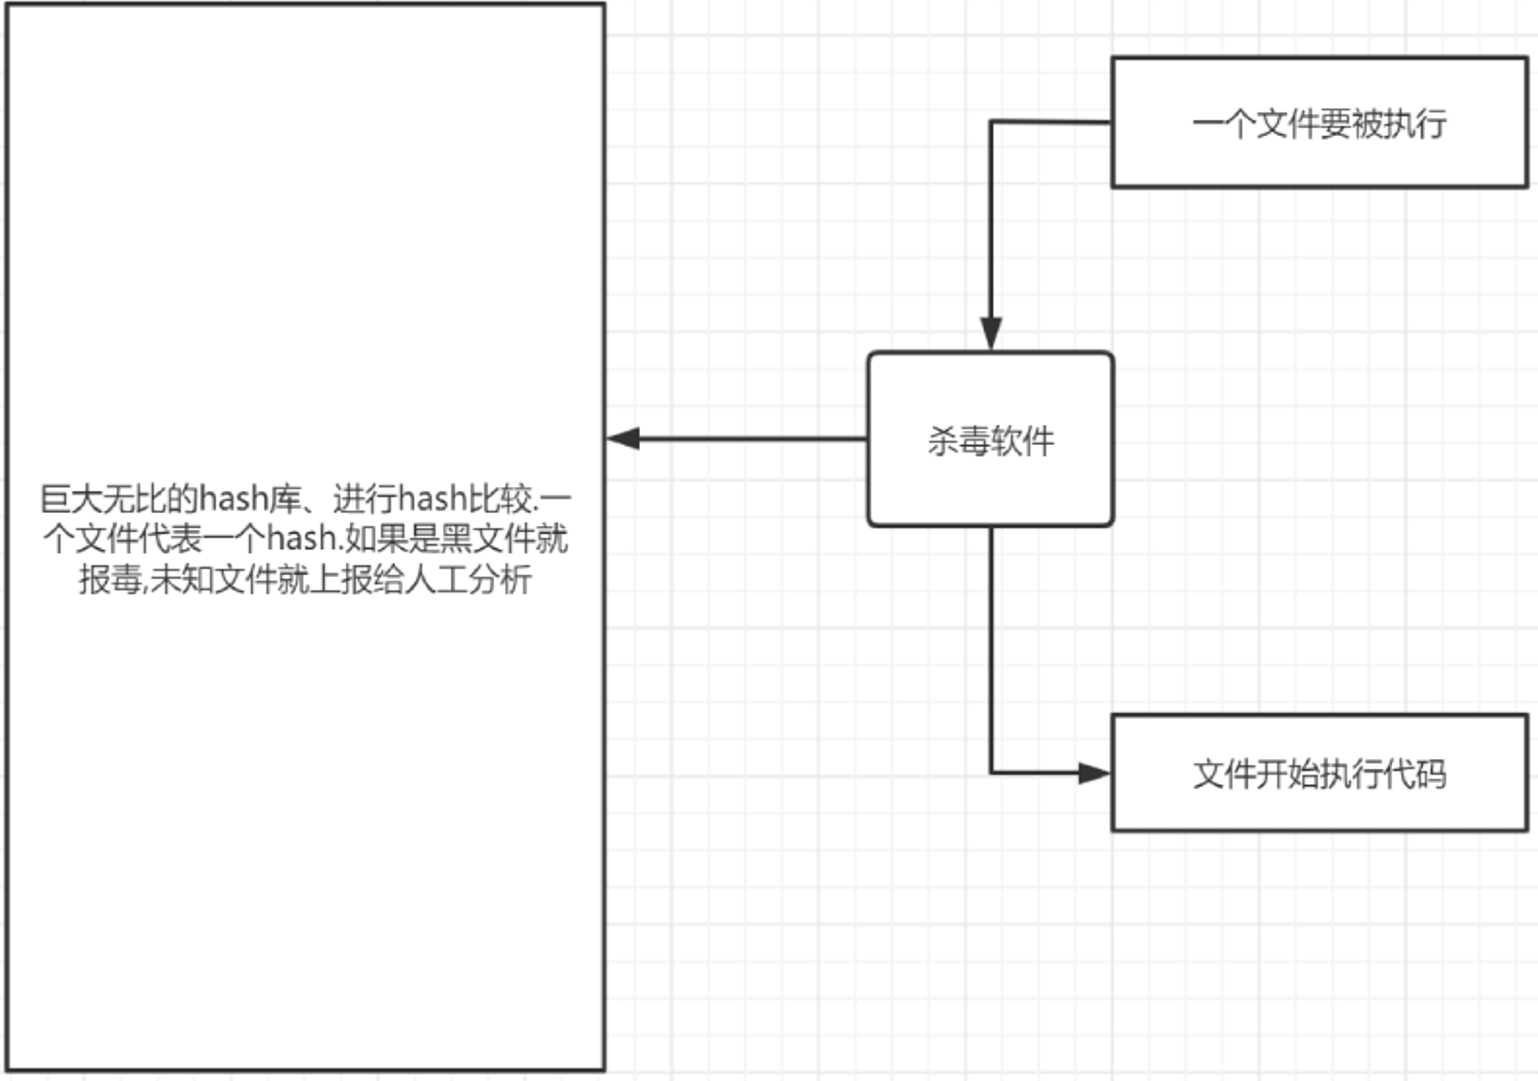 一个文件要被执行
杀毒软件
巨大无比的hash库、进行hash比较.一
个文件代表一个hash.如果是黑文件就
报毒,未知文件就上报给人工分析
文件开始执行代码